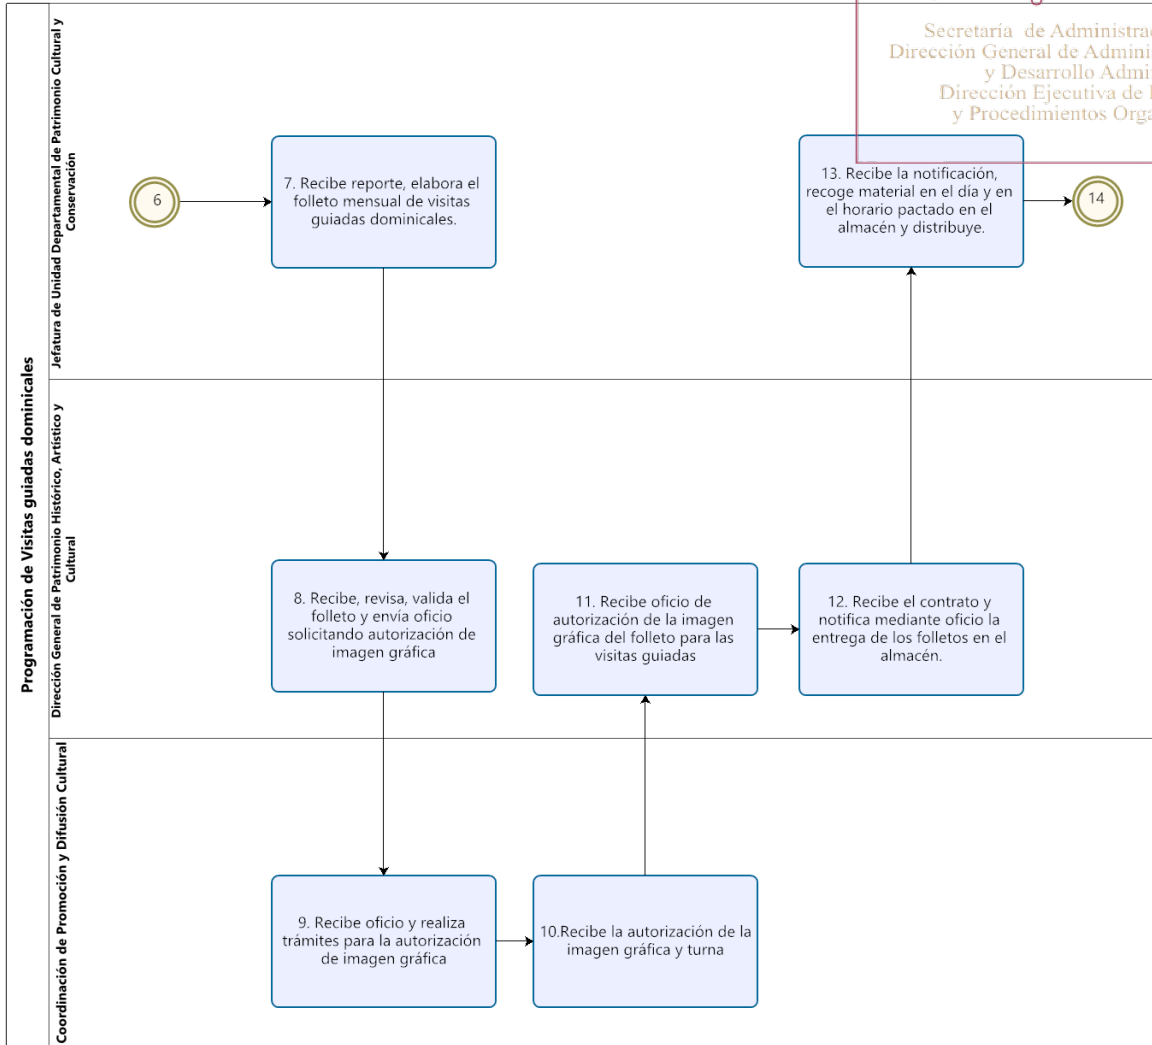 Secretaría de
Dirección General de
y Desarrollo
Dirección Ejecutiva de
y Procedimientos
Programación de Visitas guiadas dominicales
Jefatura de Unidad Departamental de Patrimonio Cultural y
Conservación
6
7. Recibe reporte, elabora el
folleto mensual de visitas
guiadas dominicales.
13. Recibe la notificación,
recoge material en el día y en
el horario pactado en el
almacén y distribuye.
14
Dirección General de Patrimonio Histórico, Artístico y
Cultural
8. Recibe, revisa, valida el
folleto y envía oficio
solicitando autorización de
imagen gráfica
11. Recibe oficio de
autorización de la imagen
gráfica del folleto para las
visitas guiadas
12. Recibe el contrato y
notifica mediante oficio la
entrega de los folletos en el
almacén.
Coordinación de Promoción y Difusión Cultural
9. Recibe oficio y realiza
trámites para la autorización
de imagen gráfica
10.Recibe la autorización de la
imagen gráfica y turna